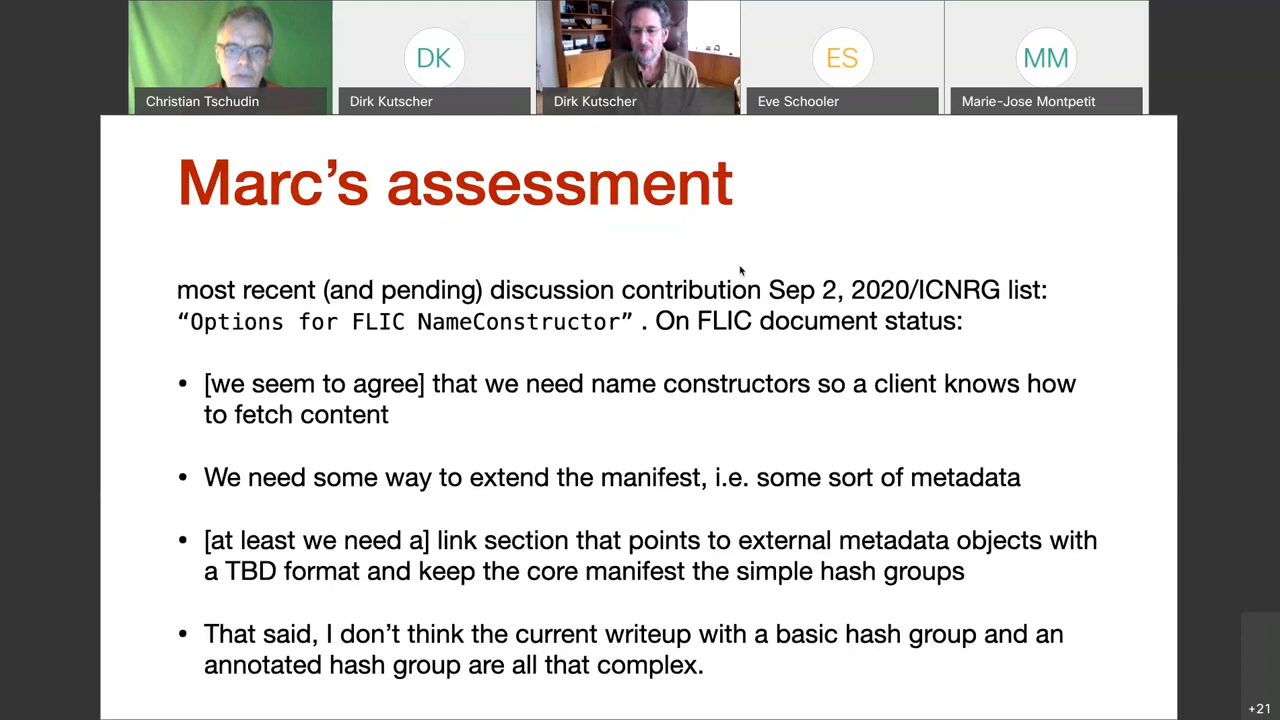 DK
ES
MM
Christian Tschudin
Dirk Kutscher
Dirk Kutscher
Eve Schooler
Marie-Jose Montpetit
Marc’s assessment
most recent (and pending) discussion contribution Sep 2, 2020/ICNRG list:
“Options for FLIC NameConstructor” . On FLIC document status:
• [we seem to agree] that we need name constructors so a client knows how
to fetch content
• We need some way to extend the manifest, i.e. some sort of metadata
• [at least we need a] link section that points to external metadata objects with
a TBD format and keep the core manifest the simple hash groups
• That said, I don’t think the current writeup with a basic hash group and an
annotated hash group are all that complex.
+21